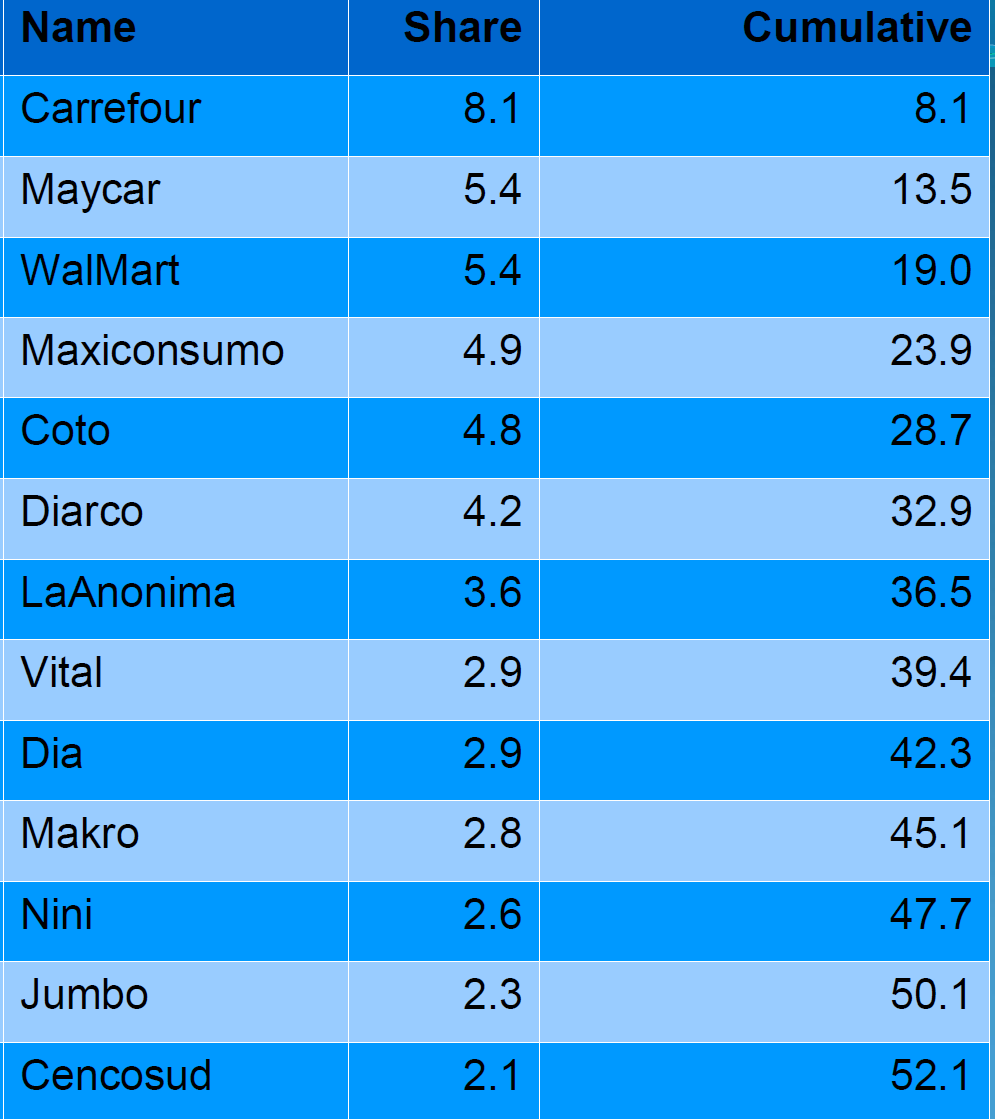 Name Share Cumulative
Carrefour 8.1 8.1
Maycar 5.4 13.5
WalMart 5.4 19.0
Maxiconsumo 4.9 23.9
Coto 4.8 28.7
Diarco 4.2 32.9
LaAnonima 3.6 36.5
Vital 2.9 39.4
Dia 2.9 42.3
Makro 2.8 45.1
Nini 2.6 47.7
Jumbo 2.3 50.1
Cencosud 2.1 52.1